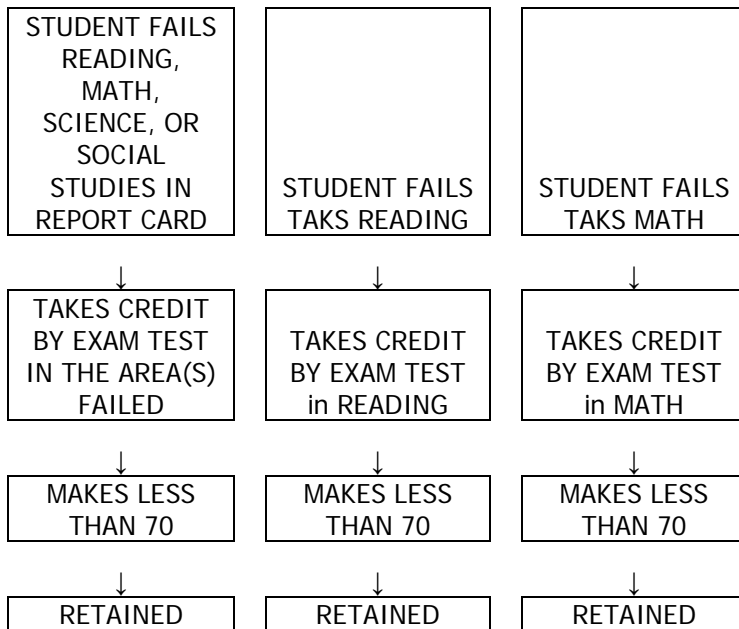 STUDENT FAILS
READING,
MATH,
SCIENCE, OR
SOCIAL
STUDIES IN
REPORT CARD
STUDENT FAILS
TAKS READING
STUDENT FAILS
TAKS MATH
↓ ↓ ↓
TAKES CREDIT
BY EXAM TEST
IN THE AREA(S)
FAILED
TAKES CREDIT
BY EXAM TEST
in READING
TAKES CREDIT
BY EXAM TEST
in MATH
↓ ↓ ↓
MAKES LESS
THAN 70
MAKES LESS
THAN 70
MAKES LESS
THAN 70
↓ ↓ ↓
RETAINED
RETAINED
RETAINED